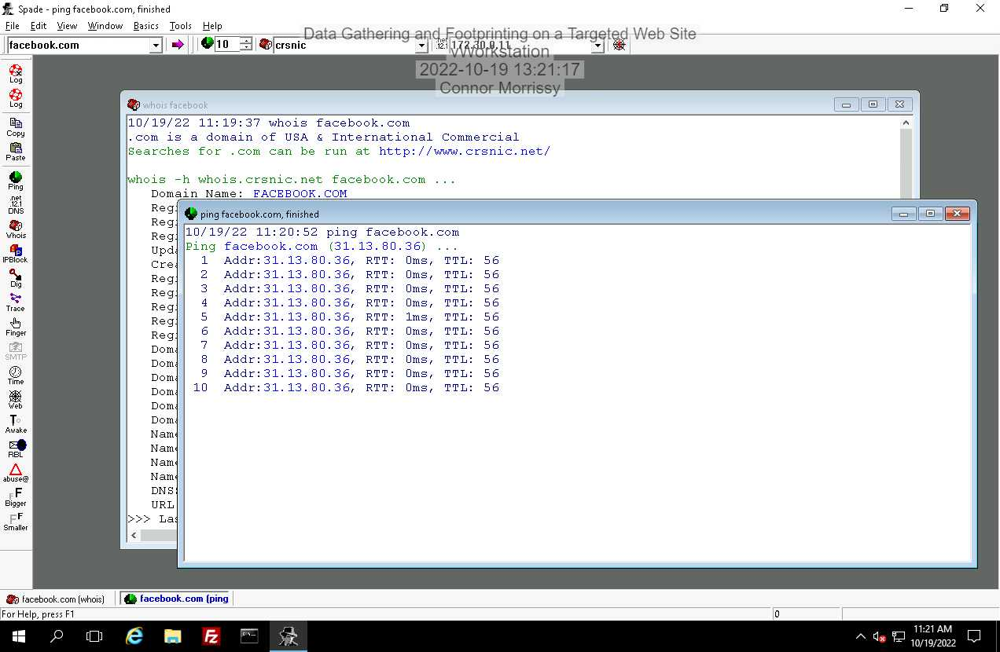 Spade - ping facebook.com, finished
File Edit View Window Basics Tools Help
Data Gathering and Footprinting on a Targeted Web Site
facebook.com 10 crsnic .net 12.1 172.30.0.11
vWorkstation
2022-10-19 13:21:17
Connor Morrissy
Log
Log
Copy
Paste
Ping
.net
12.1
DNS
Whois
IPBlock
Dig
Trace
Finger
SMTP
Time
Web
Awake
RBL
abuse@
Bigger
Smaller
whois facebook
10/19/22 11:19:37 whois facebook.com
.com is a domain of USA & International Commercial
Searches for .com can be run at http://www.crsnic.net/
whois -h whois.crsnic.net facebook.com ...
Domain Name: FACEBOOK.COM
Regi
Regi
Regi
Upda
Crea
Regi
Regi
Regi
Regi
Regi
Doma
Doma
Doma
Doma
Doma
Doma
Name
Name
Name
Name
DNSS
URL
>>> Las
ping facebook.com, finished
10/19/22 11:20:52 ping facebook.com
Ping facebook.com (31.13.80.36) ...
1 Addr:31.13.80.36, RTT: 0ms, TTL: 56
2 Addr:31.13.80.36, RTT: 0ms, TTL: 56
3 Addr:31.13.80.36, RTT: 0ms, TTL: 56
4 Addr:31.13.80.36, RTT: 0ms, TTL: 56
5 Addr:31.13.80.36, RTT: 1ms, TTL: 56
6 Addr:31.13.80.36, RTT: 0ms, TTL: 56
7 Addr:31.13.80.36, RTT: 0ms, TTL: 56
8 Addr:31.13.80.36, RTT: 0ms, TTL: 56
9 Addr:31.13.80.36, RTT: 0ms, TTL: 56
10 Addr:31.13.80.36, RTT: 0ms, TTL: 56
facebook.com (whois) facebook.com (ping
For Help, press F1 0
11:21 AM
10/19/2022